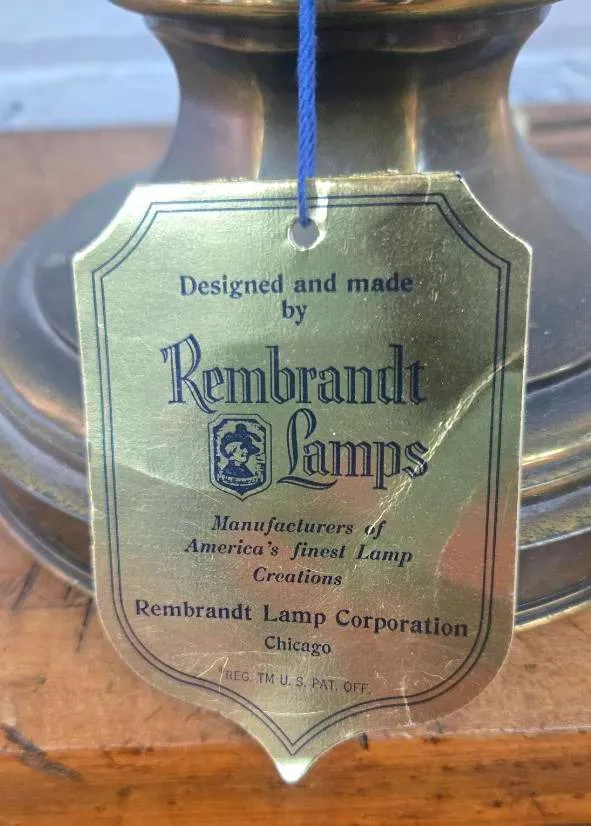 Designed and made
by
Rembrandt
Lamps
Manufacturers of
America's finest Lamp
Creations
Rembrandt Lamp Corporation
Chicago
REG. TM U. S. PAT. OFF.